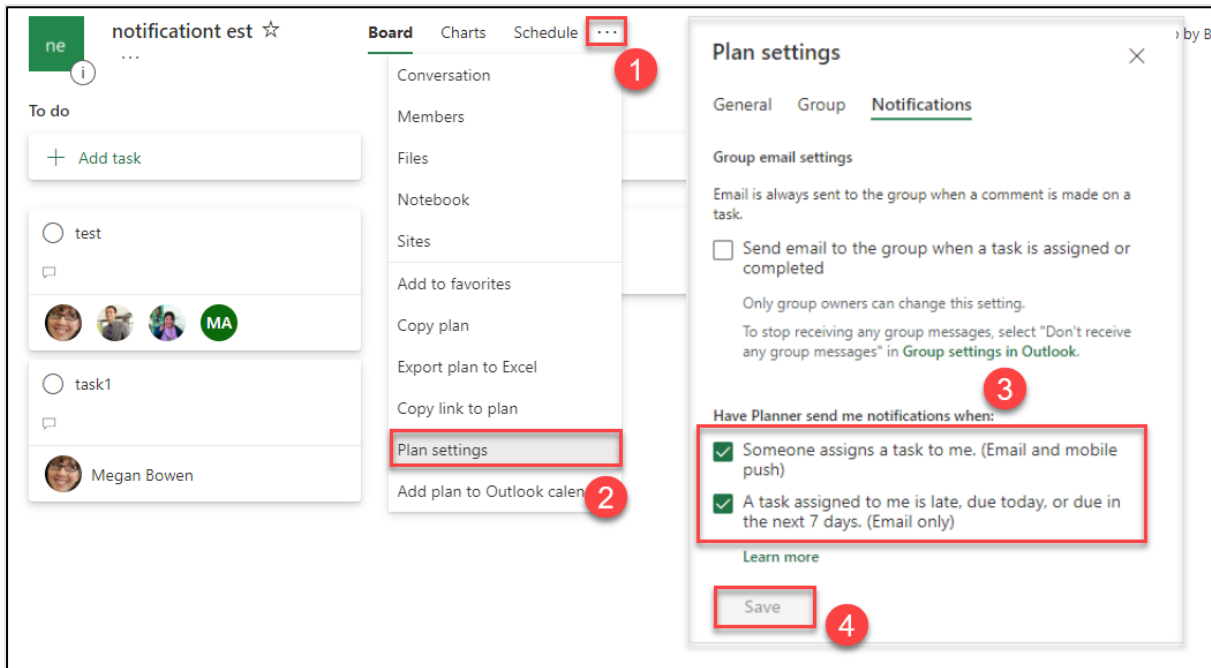 ne
notificationt est ☆
...
i
Board Charts Schedule ...
1
To do
+ Add task
test
MA
task1
Megan Bowen
Conversation
Members
Files
Notebook
Sites
Add to favorites
Copy plan
Export plan to Excel
Copy link to plan
Plan settings
Add plan to Outlook calen
2
by B
Plan settings
General Group Notifications
Group email settings
Email is always sent to the group when a comment is made on a
task.
Send email to the group when a task is assigned or
completed
Only group owners can change this setting.
To stop receiving any group messages, select "Don't receive
any group messages" in Group settings in Outlook.
3
Have Planner send me notifications when:
Someone assigns a task to me. (Email and mobile
push)
A task assigned to me is late, due today, or due in
the next 7 days. (Email only)
Learn more
Save
4